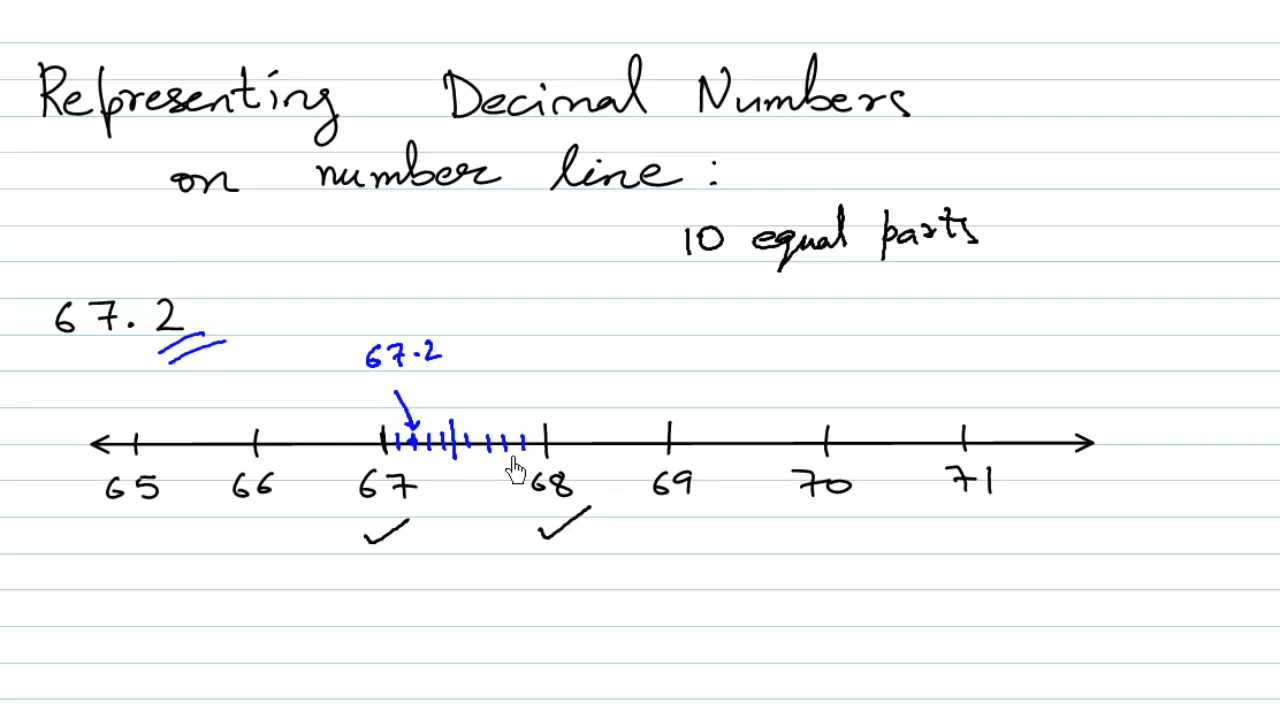 Representing Decimal Numbers
on number line :
10 equal parts
67.2
67.2
65 66 67 68 69 70 71